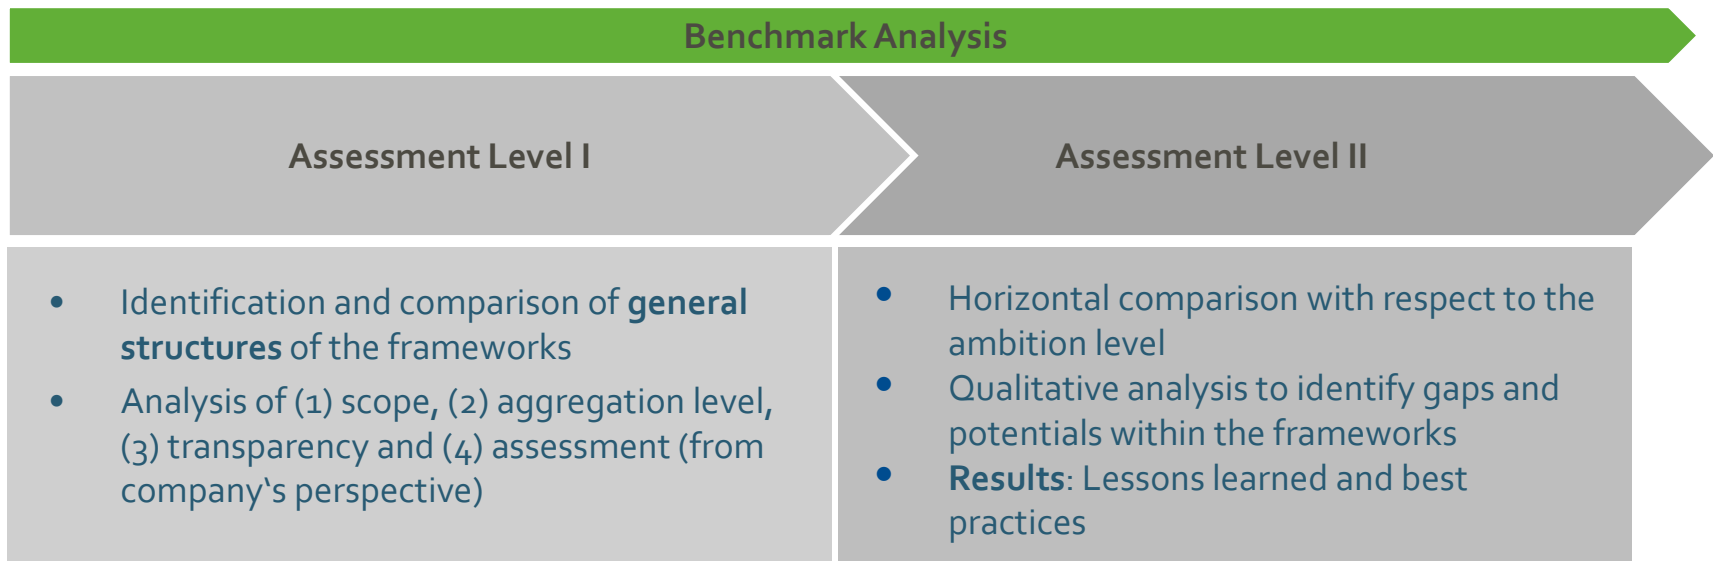 Benchmark Analysis
Assessment Level I
Assessment Level II
• Identification and comparison of general
structures of the frameworks
• Analysis of (1) scope, (2) aggregation level,
(3) transparency and (4) assessment (from
company‘s perspective)
• Horizontal comparison with respect to the
ambition level
• Qualitative analysis to identify gaps and
potentials within the frameworks
• Results: Lessons learned and best
practices